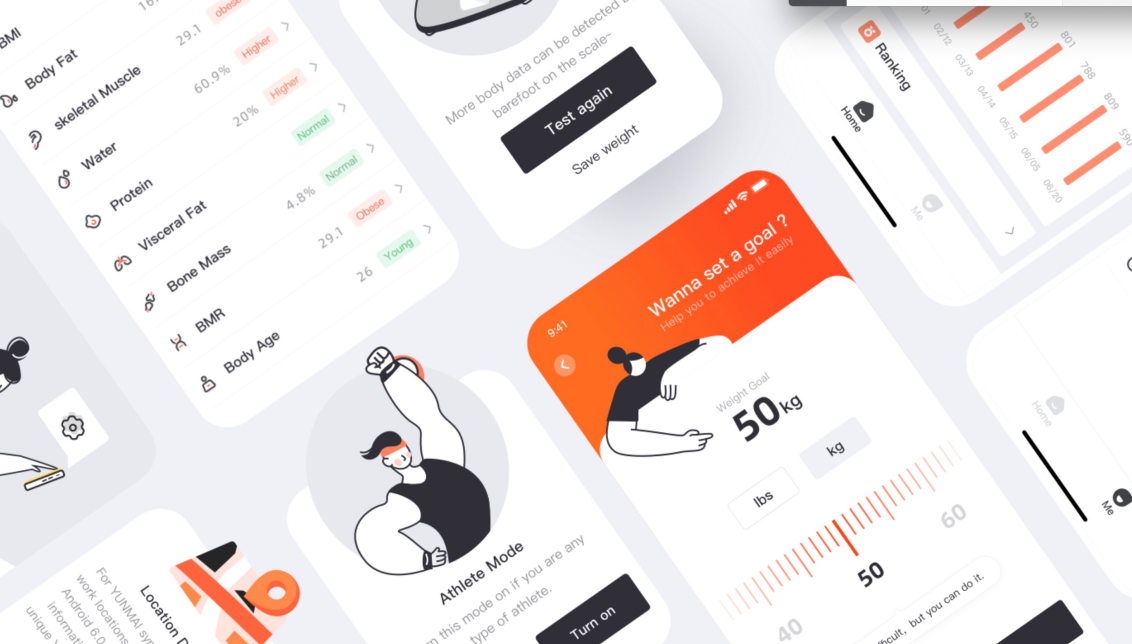 BMI
Body Fat
skeletal Muscle
29.1
obese
Water
60.9%
Higher
Protein
20%
Higher
Visceral Fat
Normal
Bone Mass
4.8%
Normal
BMR
29.1
Obese
Body Age
26
Young
More body data can be detected
barefoot on the scale~
Test again
Save weight
Ranking
Home
Me
02/12
03/13
04/14
05/15
06/05
06/20
450
801
788
809
590
9:41
Wanna set a goal ?
Help you to achieve it easily
Weight Goal
50kg
lbs
kg
40
50
60
but you can do it.
Athlete Mode
this mode on if you are any
type of athlete.
Turn on
Location
For YUNMAI
work locations
Android 6.0
unique
Home
Me